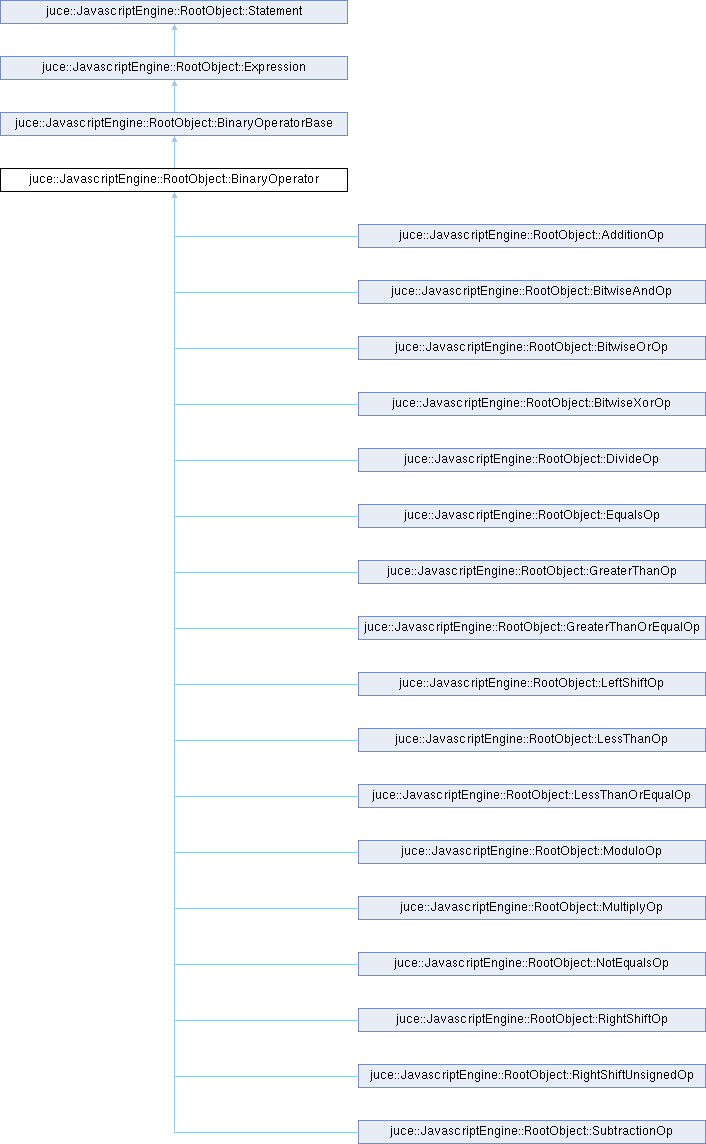 juce::JavascriptEngine::RootObject::Statement
juce::JavascriptEngine::RootObject::Expression
juce::JavascriptEngine::RootObject::BinaryOperatorBase
juce::JavascriptEngine::RootObject::BinaryOperator
juce::JavascriptEngine::RootObject::AdditionOp
juce::JavascriptEngine::RootObject::BitwiseAndOp
juce::JavascriptEngine::RootObject::BitwiseOrOp
juce::JavascriptEngine::RootObject::BitwiseXorOp
juce::JavascriptEngine::RootObject::DivideOp
juce::JavascriptEngine::RootObject::EqualsOp
juce::JavascriptEngine::RootObject::GreaterThanOp
juce::JavascriptEngine::RootObject::GreaterThanOrEqualOp
juce::JavascriptEngine::RootObject::LeftShiftOp
juce::JavascriptEngine::RootObject::LessThanOp
juce::JavascriptEngine::RootObject::LessThanOrEqualOp
juce::JavascriptEngine::RootObject::ModuloOp
juce::JavascriptEngine::RootObject::MultiplyOp
juce::JavascriptEngine::RootObject::NotEqualsOp
juce::JavascriptEngine::RootObject::RightShiftOp
juce::JavascriptEngine::RootObject::RightShiftUnsignedOp
juce::JavascriptEngine::RootObject::SubtractionOp